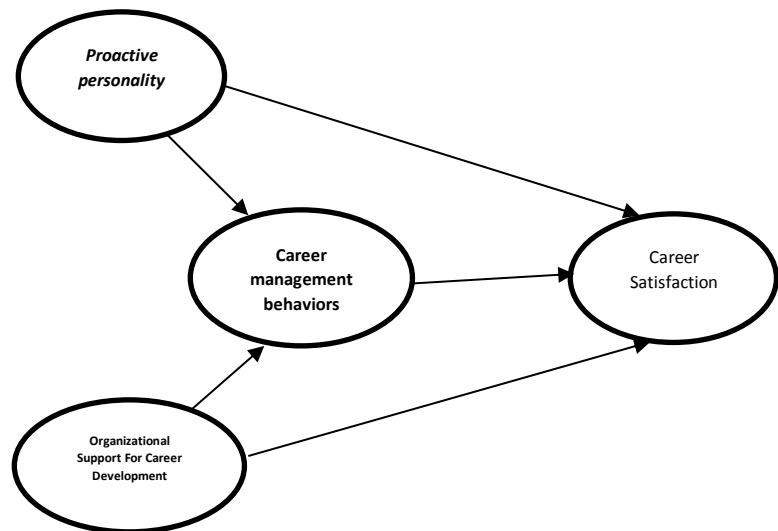 Proactive
personality
Career
management
behaviors
Career
Satisfaction
Organizational
Support For Career
Development